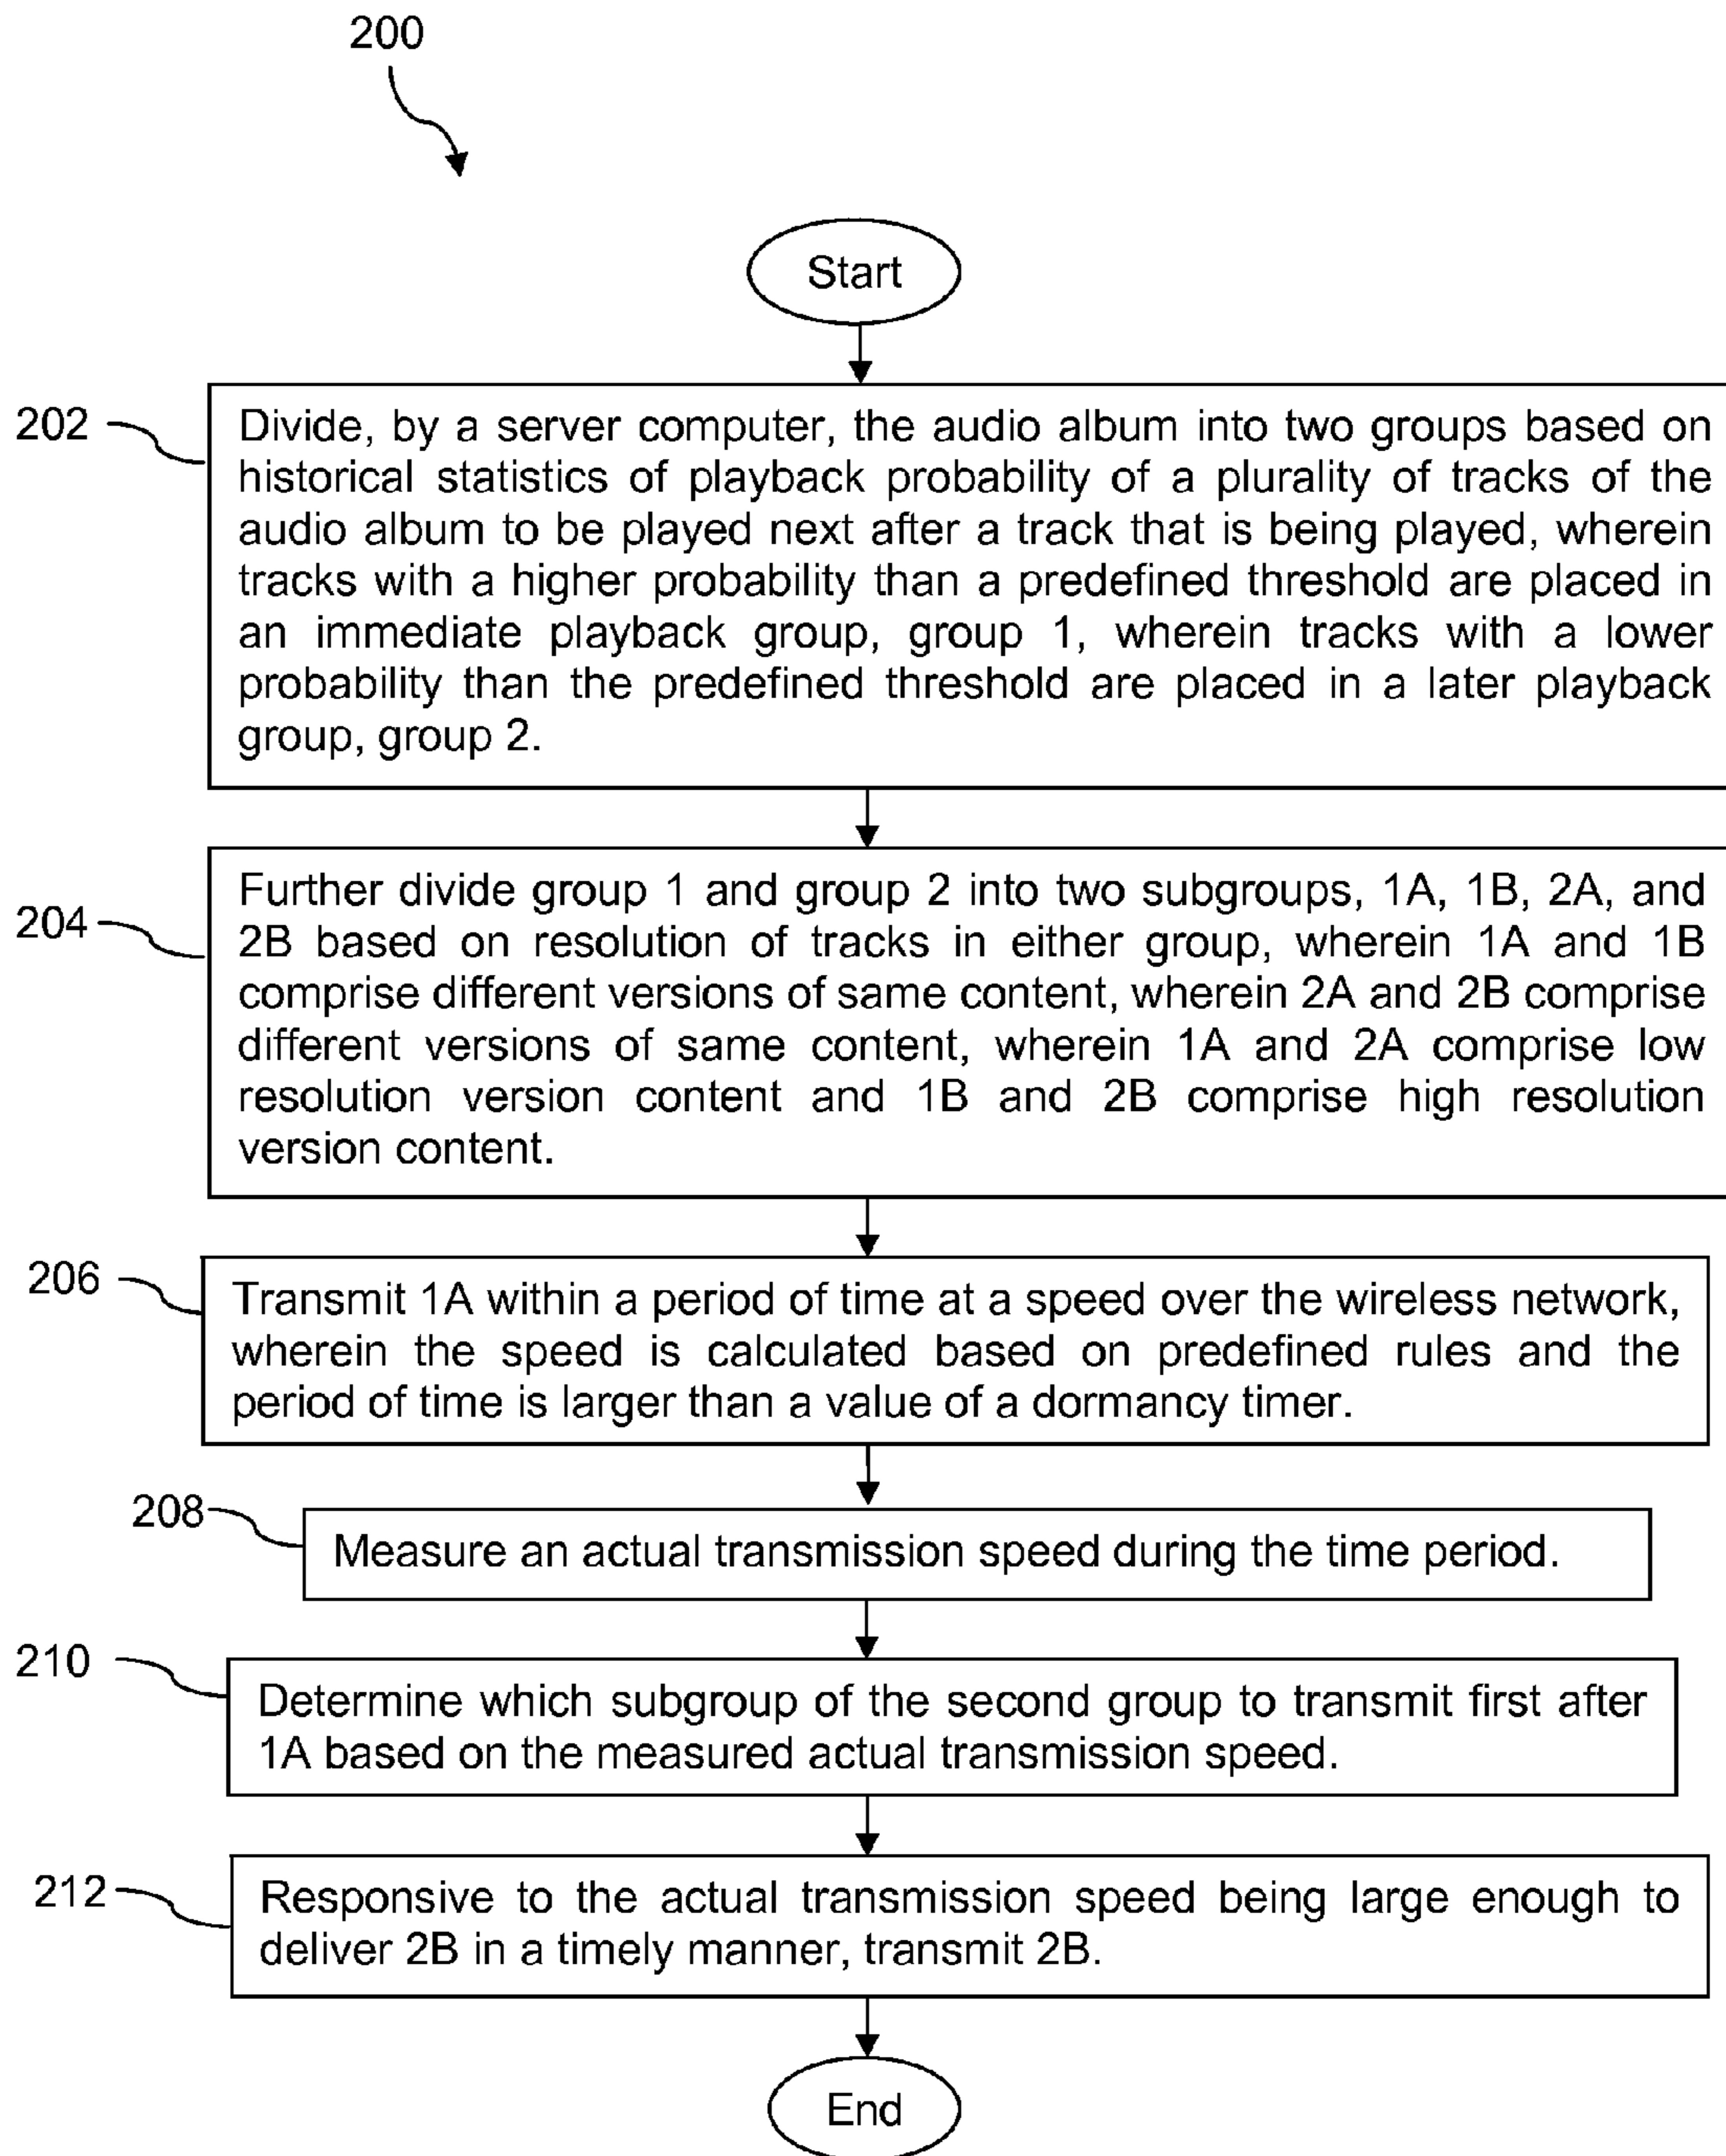 200
Start
202
Divide, by a server computer, the audio album into two groups based on
historical statistics of playback probability of a plurality of tracks of the
audio album to be played next after a track that is being played, wherein
tracks with a higher probability than a predefined threshold are placed in
an immediate playback group, group 1, wherein tracks with a lower
probability than the predefined threshold are placed in a later playback
group, group 2.
204
Further divide group 1 and group 2 into two subgroups, 1A, 1B, 2A, and
2B based on resolution of tracks in either group, wherein 1A and 1B
comprise different versions of same content, wherein 2A and 2B comprise
different versions of same content, wherein 1A and 2A comprise low
resolution version content and 1B and 2B comprise high resolution
version content.
206
Transmit 1A within a period of time at a speed over the wireless network,
wherein the speed is calculated based on predefined rules and the
period of time is larger than a value of a dormancy timer.
208
Measure an actual transmission speed during the time period.
210
Determine which subgroup of the second group to transmit first after
1A based on the measured actual transmission speed.
212
Responsive to the actual transmission speed being large enough to
deliver 2B in a timely manner, transmit 2B.
End